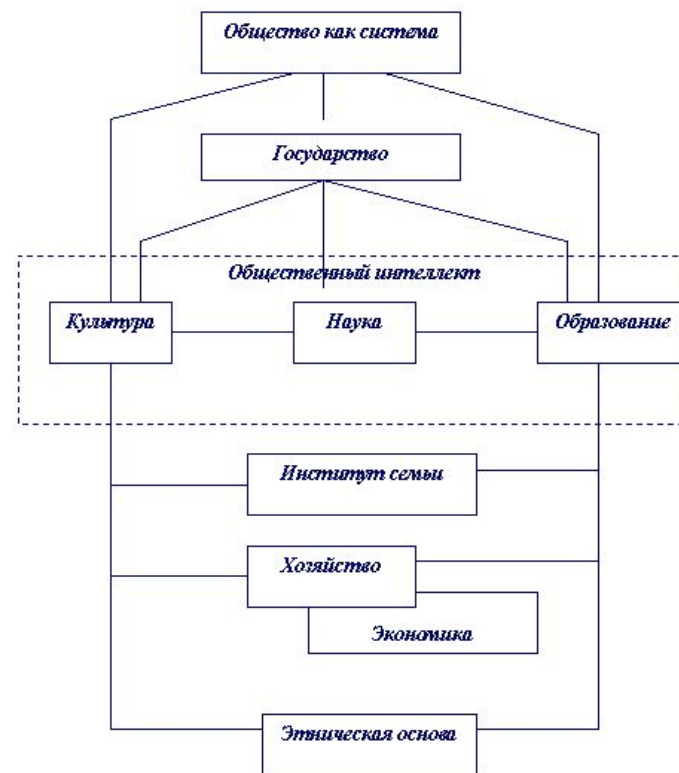 Общество как система
Государство
Общественный интеллект
Культура
Наука
Образование
Институт семьи
Хозяйство
Экономика
Этническая основа